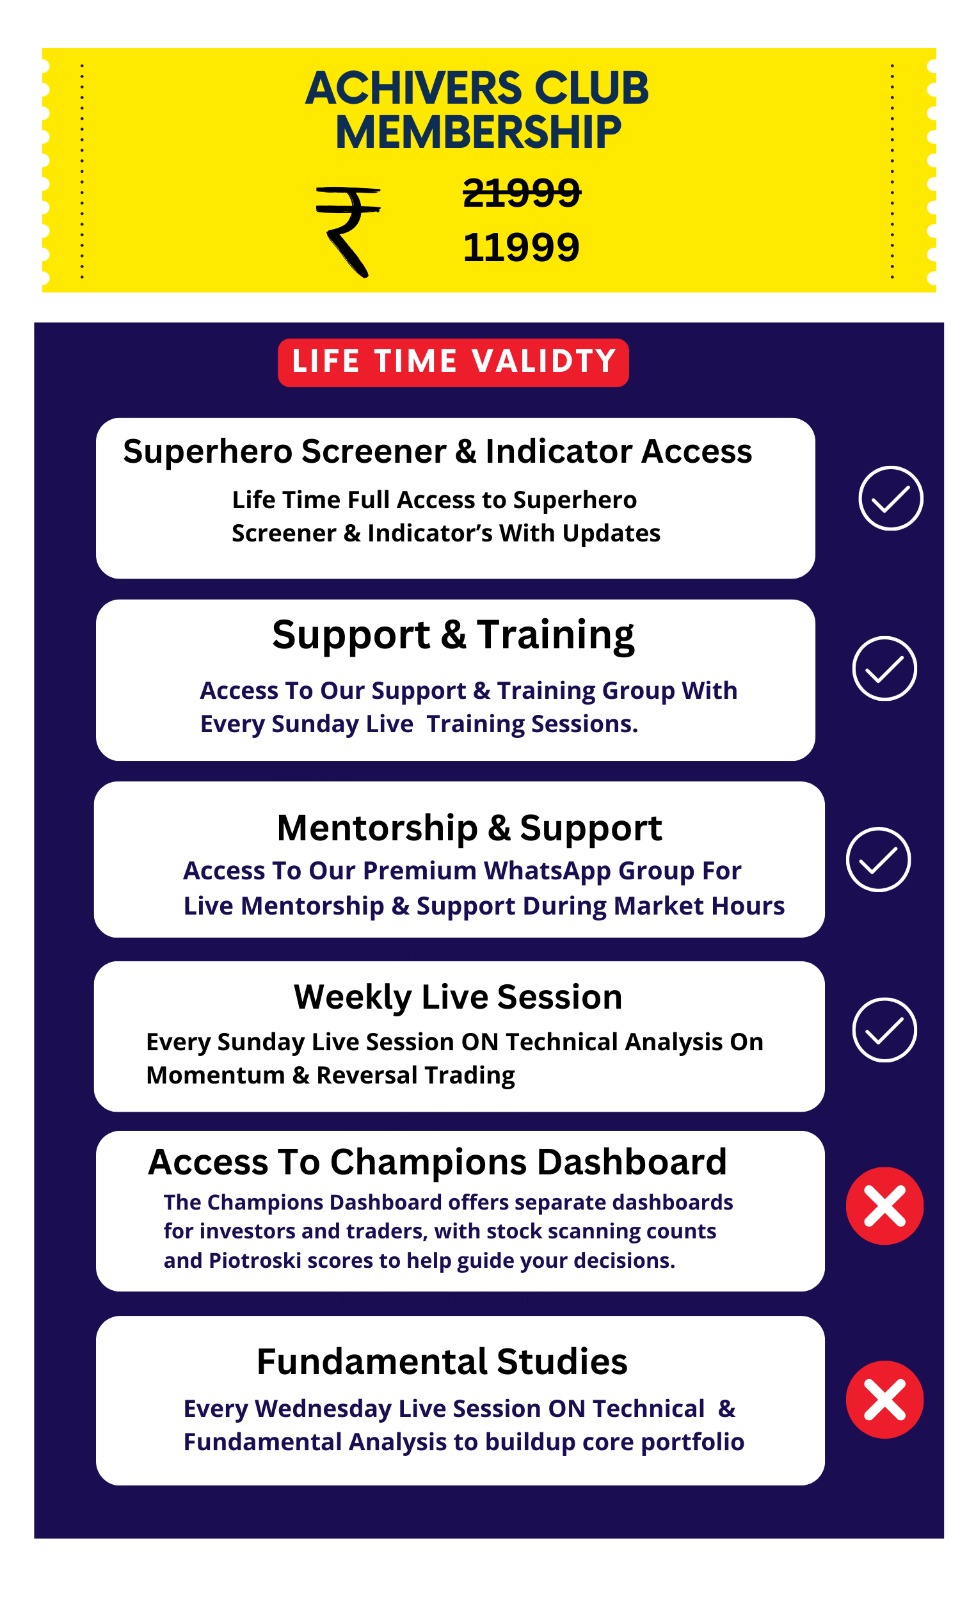 ACHIVERS CLUB
MEMBERSHIP
₹
21999
11999
LIFE TIME VALIDTY
Superhero Screener & Indicator Access
Life Time Full Access to Superhero
Screener & Indicator’s With Updates
Support & Training
Access To Our Support & Training Group With
Every Sunday Live Training Sessions.
Mentorship & Support
Access To Our Premium WhatsApp Group For
Live Mentorship & Support During Market Hours
Weekly Live Session
Every Sunday Live Session ON Technical Analysis On
Momentum & Reversal Trading
Access To Champions Dashboard
The Champions Dashboard offers separate dashboards
for investors and traders, with stock scanning counts
and Piotroski scores to help guide your decisions.
Fundamental Studies
Every Wednesday Live Session ON Technical &
Fundamental Analysis to buildup core portfolio